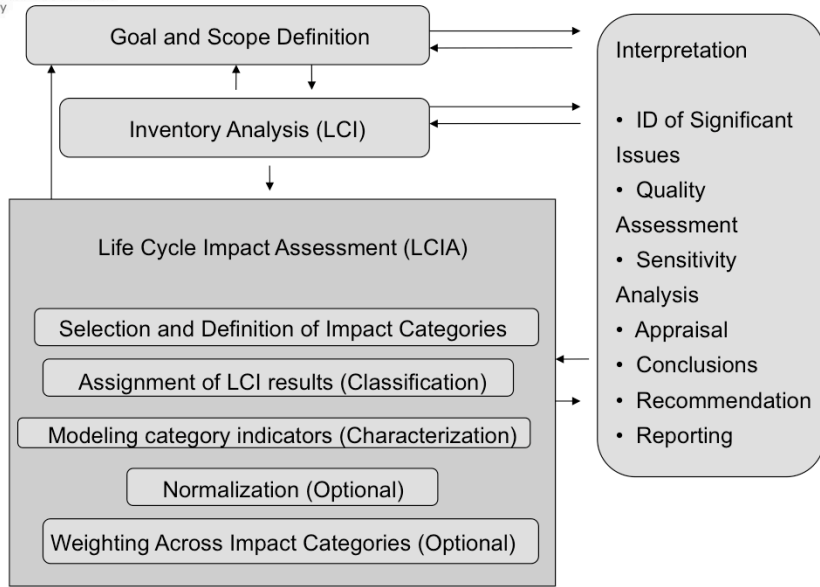 y
Goal and Scope Definition
Inventory Analysis (LCI)
Life Cycle Impact Assessment (LCIA)
Selection and Definition of Impact Categories
Assignment of LCI results (Classification)
Modeling category indicators (Characterization)
Normalization (Optional)
Weighting Across Impact Categories (Optional)
Interpretation
• ID of Significant
Issues
• Quality
Assessment
• Sensitivity
Analysis
• Appraisal
• Conclusions
• Recommendation
• Reporting